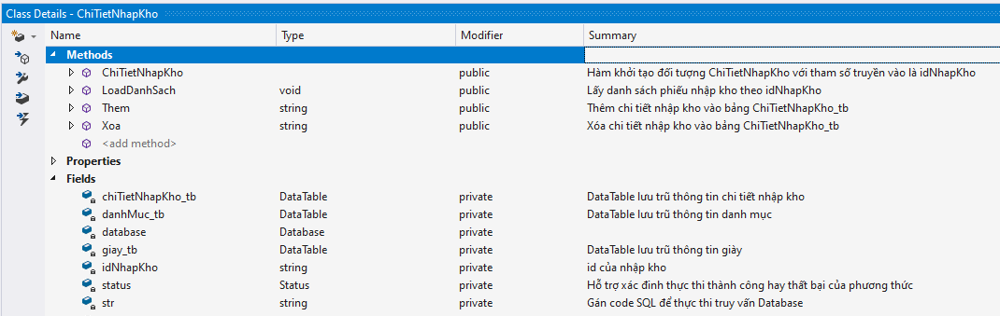 Class Details - ChiTietNhapKho
Name Type Modifier Summary
Methods
ChiTietNhapKho public Hàm khởi tạo đối tượng ChiTietNhapKho với tham số truyền vào là idNhapKho
LoadDanhSach void public Lấy danh sách phiếu nhập kho theo idNhapKho
Them string public Thêm chi tiết nhập kho vào bảng ChiTietNhapKho_tb
Xoa string public Xóa chi tiết nhập kho vào bảng ChiTietNhapKho_tb
<add method>
Properties
Fields
chiTietNhapKho_tb DataTable private DataTable lưu trũ thông tin chi tiết nhập kho
danhMuc_tb DataTable private DataTable lưu trũ thông tin danh mục
database Database private
giay_tb DataTable private DataTable lưu trũ thông tin giày
idNhapKho string private id của nhập kho
status Status private Hỗ trợ xác đinh thực thi thành công hay thất bại của phương thức
str string private Gán code SQL để thực thi truy vấn Database